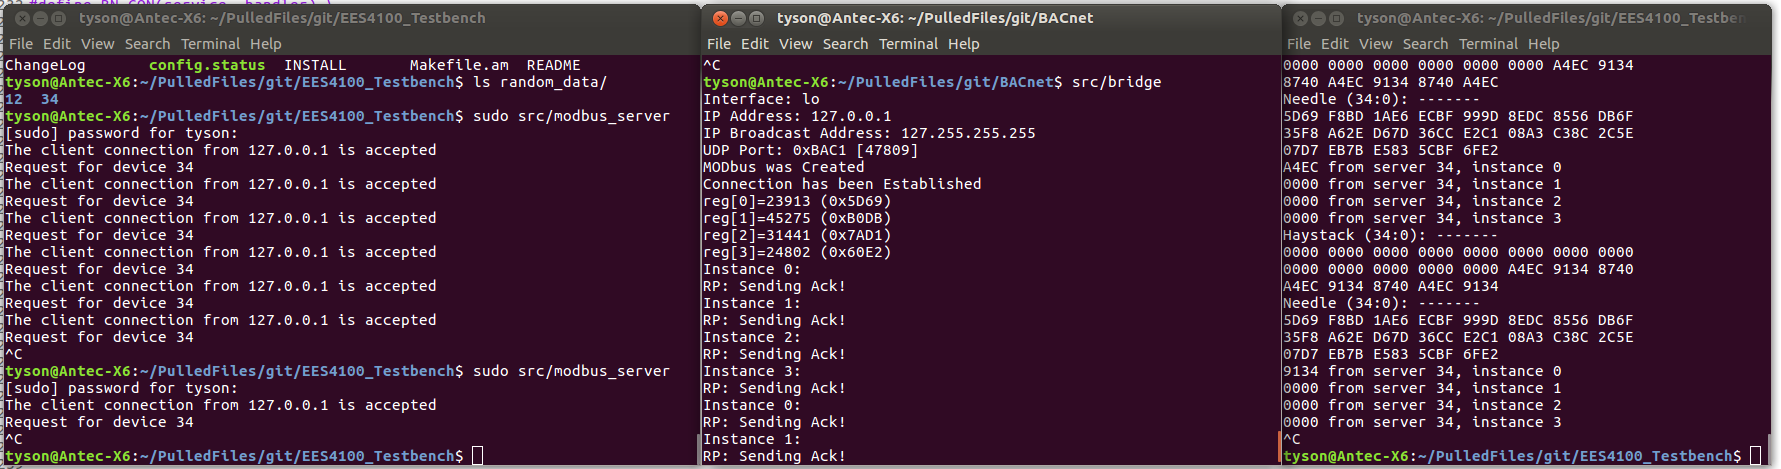 #define BN_CON(service, handles) \
tyson@Antec-X6: ~/PulledFiles/git/EES4100_Testbench
File Edit View Search Terminal Help
ChangeLog config.status INSTALL Makefile.am README
tyson@Antec-X6:~/PulledFiles/git/EES4100_Testbench$ ls random_data/
12 34
tyson@Antec-X6:~/PulledFiles/git/EES4100_Testbench$ sudo src/modbus_server
[sudo] password for tyson:
The client connection from 127.0.0.1 is accepted
Request for device 34
The client connection from 127.0.0.1 is accepted
Request for device 34
The client connection from 127.0.0.1 is accepted
Request for device 34
The client connection from 127.0.0.1 is accepted
Request for device 34
The client connection from 127.0.0.1 is accepted
Request for device 34
The client connection from 127.0.0.1 is accepted
Request for device 34
^C
tyson@Antec-X6:~/PulledFiles/git/EES4100_Testbench$ sudo src/modbus_server
[sudo] password for tyson:
The client connection from 127.0.0.1 is accepted
Request for device 34
^C
tyson@Antec-X6:~/PulledFiles/git/EES4100_Testbench$
tyson@Antec-X6: ~/PulledFiles/git/BACnet
File Edit View Search Terminal Help
^C
tyson@Antec-X6:~/PulledFiles/git/BACnet$ src/bridge
Interface: lo
IP Address: 127.0.0.1
IP Broadcast Address: 127.255.255.255
UDP Port: 0xBAC1 [47809]
MODbus was Created
Connection has been Established
reg[0]=23913 (0x5D69)
reg[1]=45275 (0xB0DB)
reg[2]=31441 (0x7AD1)
reg[3]=24802 (0x60E2)
Instance 0:
RP: Sending Ack!
Instance 1:
RP: Sending Ack!
Instance 2:
RP: Sending Ack!
Instance 3:
RP: Sending Ack!
Instance 0:
RP: Sending Ack!
Instance 1:
RP: Sending Ack!
tyson@Antec-X6: ~/PulledFiles/git/EES4100_Testben
File Edit View Search Terminal Help
0000 0000 0000 0000 0000 0000 A4EC 9134
8740 A4EC 9134 8740 A4EC
Needle (34:0): -------
5D69 F8BD 1AE6 ECBF 999D 8EDC 8556 DB6F
35F8 A62E D67D 36CC E2C1 08A3 C38C 2C5E
07D7 EB7B E583 5CBF 6FE2
A4EC from server 34, instance 0
0000 from server 34, instance 1
0000 from server 34, instance 2
0000 from server 34, instance 3
Haystack (34:0): -------
0000 0000 0000 0000 0000 0000 0000 0000
0000 0000 0000 0000 0000 A4EC 9134 8740
A4EC 9134 8740 A4EC 9134
Needle (34:0): -------
5D69 F8BD 1AE6 ECBF 999D 8EDC 8556 DB6F
35F8 A62E D67D 36CC E2C1 08A3 C38C 2C5E
07D7 EB7B E583 5CBF 6FE2
9134 from server 34, instance 0
0000 from server 34, instance 1
0000 from server 34, instance 2
0000 from server 34, instance 3
^C
tyson@Antec-X6:~/PulledFiles/git/EES4100_Testbench$